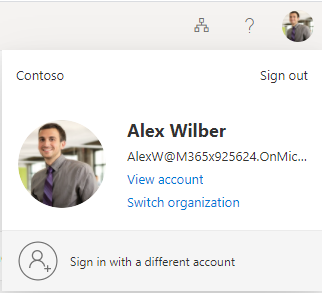 Contoso
Sign out
Alex Wilber
AlexW@M365x925624.OnMic...
View account
Switch organization
Sign in with a different account